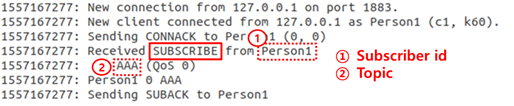 1557167277: New connection from 127.0.0.1 on port 1883.
1557167277: New client connected from 127.0.0.1 as Person1 (c1, k60).
1557167277: Sending CONNACK to Per①1 (0, 0)
1557167277: Received SUBSCRIBE from Person1
① Subscriber id
1557167277: ② AAA (QoS 0)
② Topic
1557167277: Person1 0 AAA
1557167277: Sending SUBACK to Person1